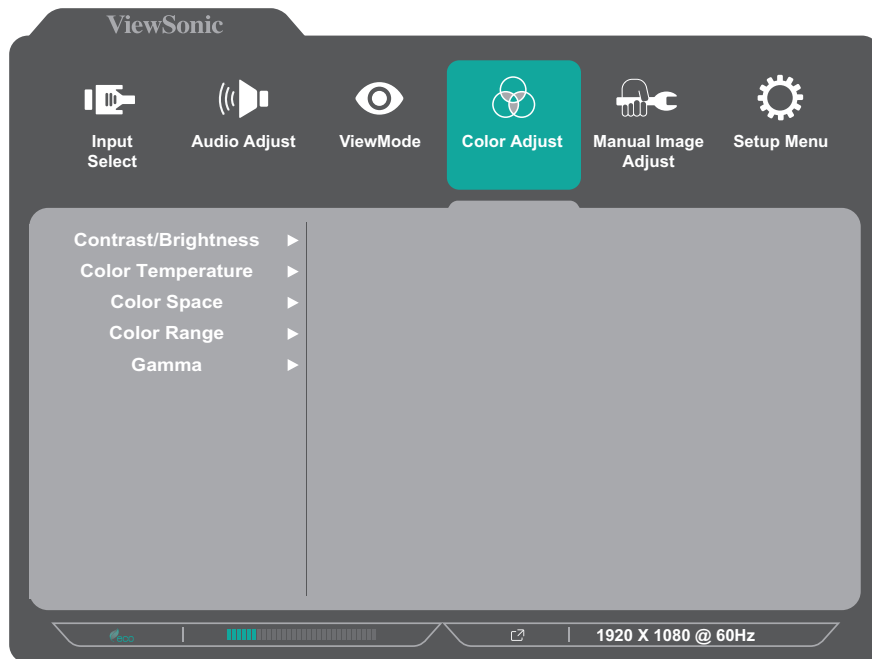 ViewSonic
Input
Select
Audio Adjust
ViewMode
Color Adjust
Manual Image
Adjust
Setup Menu
Contrast/Brightness
Color Temperature
Color Space
Color Range
Gamma
eco
1920 X 1080 @ 60Hz